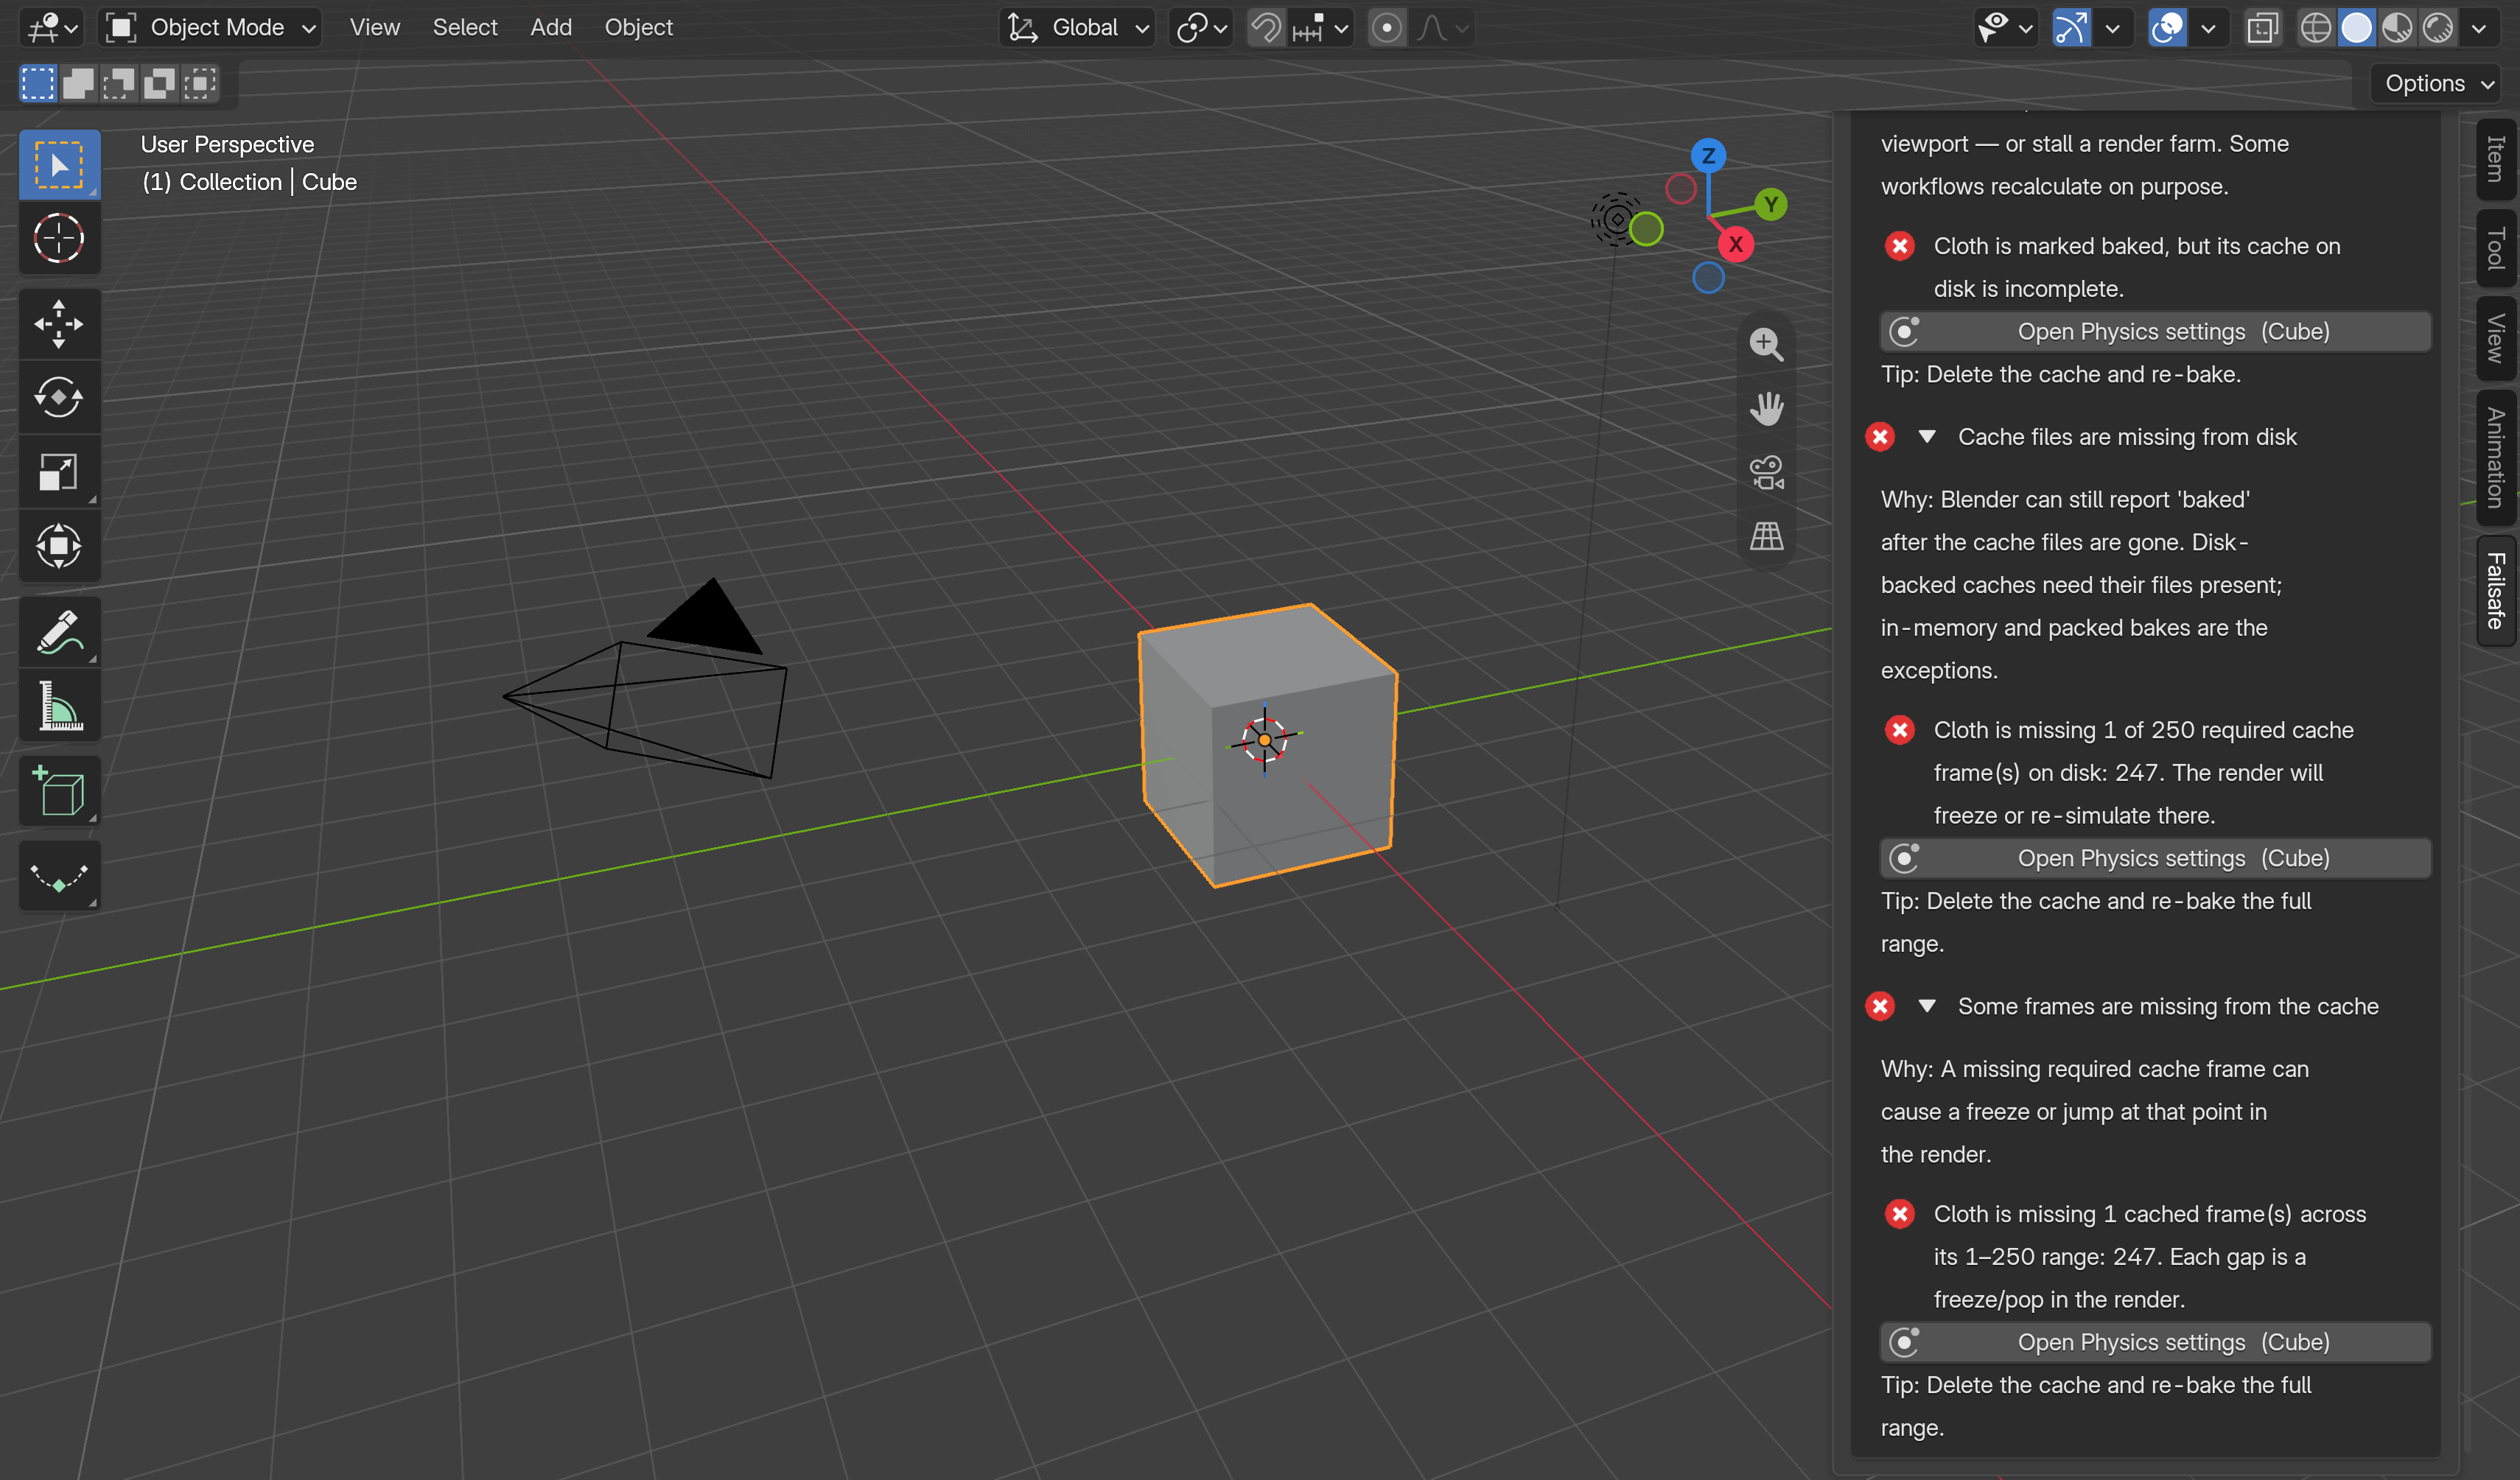 Object Mode
View
Select
Add
Object
Global
Options
User Perspective
(1) Collection | Cube
Z
Y
X
viewport — or stall a render farm. Some
workflows recalculate on purpose.
Cloth is marked baked, but its cache on
disk is incomplete.
Open Physics settings (Cube)
Tip: Delete the cache and re-bake.
Cache files are missing from disk
Why: Blender can still report 'baked'
after the cache files are gone. Disk-
backed caches need their files present;
in-memory and packed bakes are the
exceptions.
Cloth is missing 1 of 250 required cache
frame(s) on disk: 247. The render will
freeze or re-simulate there.
Open Physics settings (Cube)
Tip: Delete the cache and re-bake the full
range.
Some frames are missing from the cache
Why: A missing required cache frame can
cause a freeze or jump at that point in
the render.
Cloth is missing 1 cached frame(s) across
its 1–250 range: 247. Each gap is a
freeze/pop in the render.
Open Physics settings (Cube)
Tip: Delete the cache and re-bake the full
range.
Item
Tool
View
Animation
Failsafe